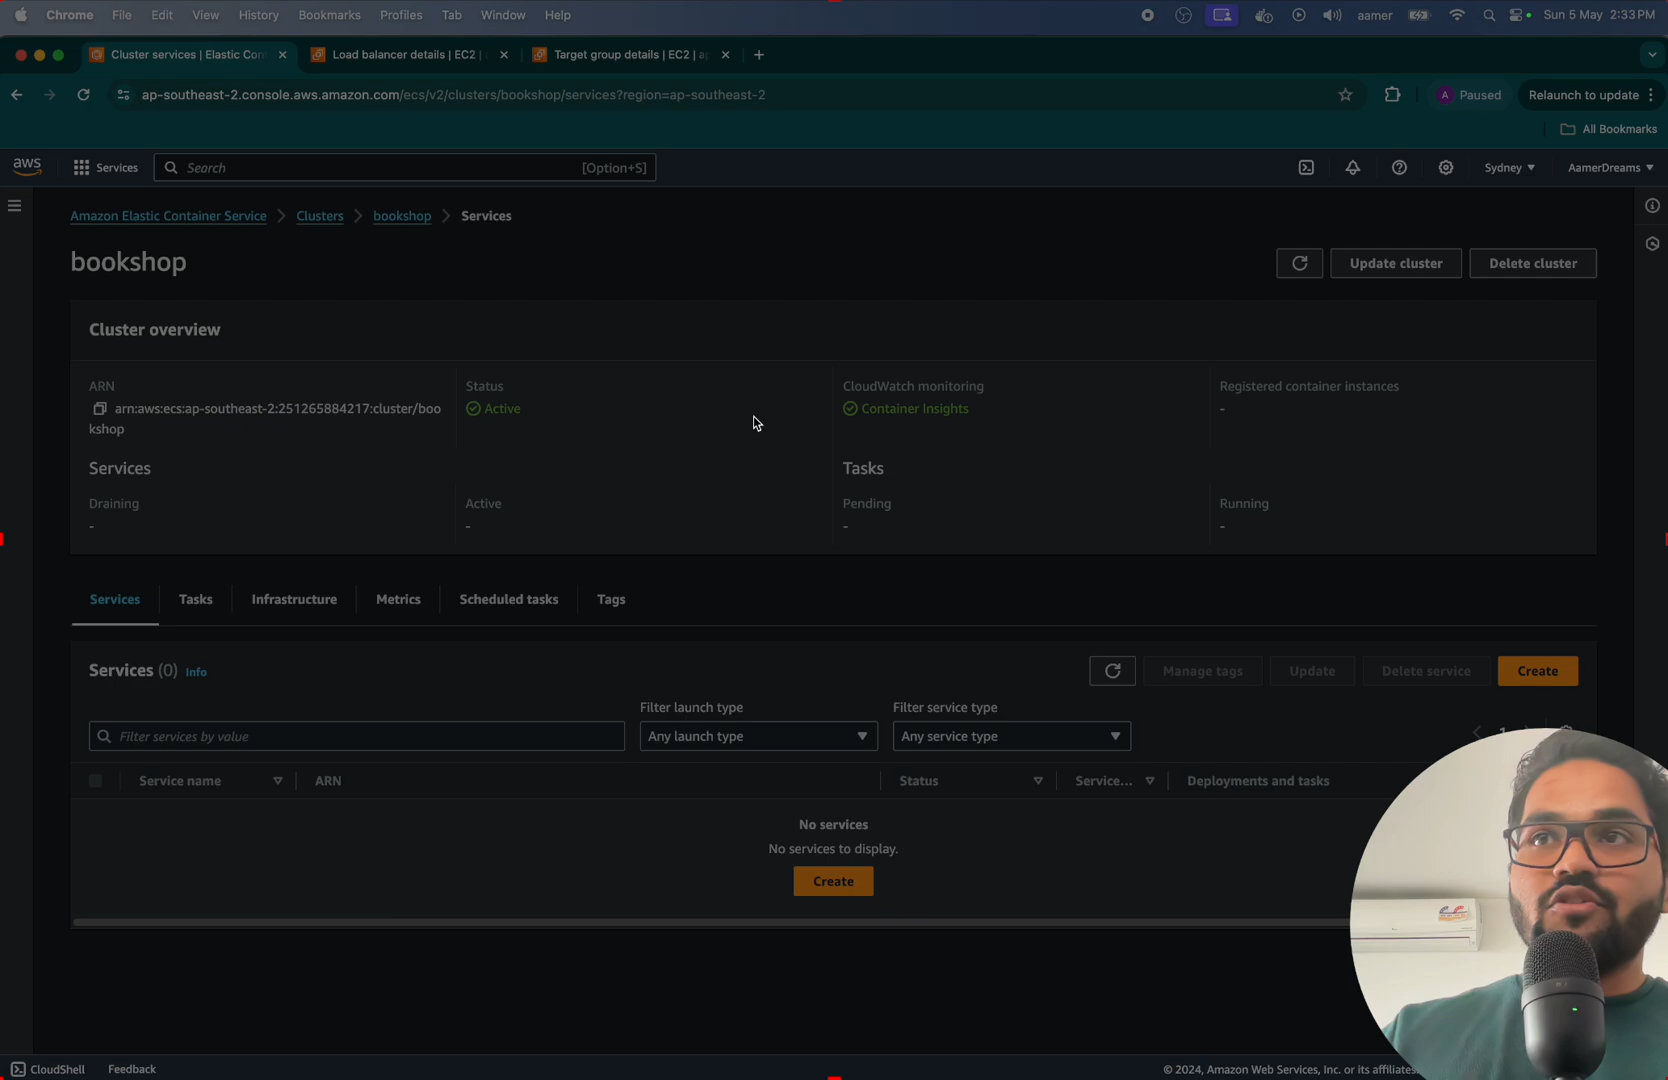 Chrome File Edit View History Bookmarks Profiles Tab Window Help aamer Sun 5 May 2:33PM
Cluster services | Elastic Con Load balancer details | EC2 | Target group details | EC2 | ap
ap-southeast-2.console.aws.amazon.com/ecs/v2/clusters/bookshop/services?region=ap-southeast-2 A Paused Relaunch to update
All Bookmarks
aws Services Search [Option+S] Sydney AamerDreams
Amazon Elastic Container Service Clusters bookshop Services
bookshop Update cluster Delete cluster
Cluster overview
ARN Status CloudWatch monitoring Registered container instances
arn:aws:ecs:ap-southeast-2:251265884217:cluster/boo Active Container Insights -
kshop
Services Tasks
Draining Active Pending Running
- - - -
Services Tasks Infrastructure Metrics Scheduled tasks Tags
Services (0) Info Manage tags Update Delete service Create
Filter launch type Filter service type
Filter services by value Any launch type Any service type 1
Service name ARN Status Service... Deployments and tasks
No services
No services to display.
Create
CloudShell Feedback © 2024, Amazon Web Services, Inc. or its affiliates.